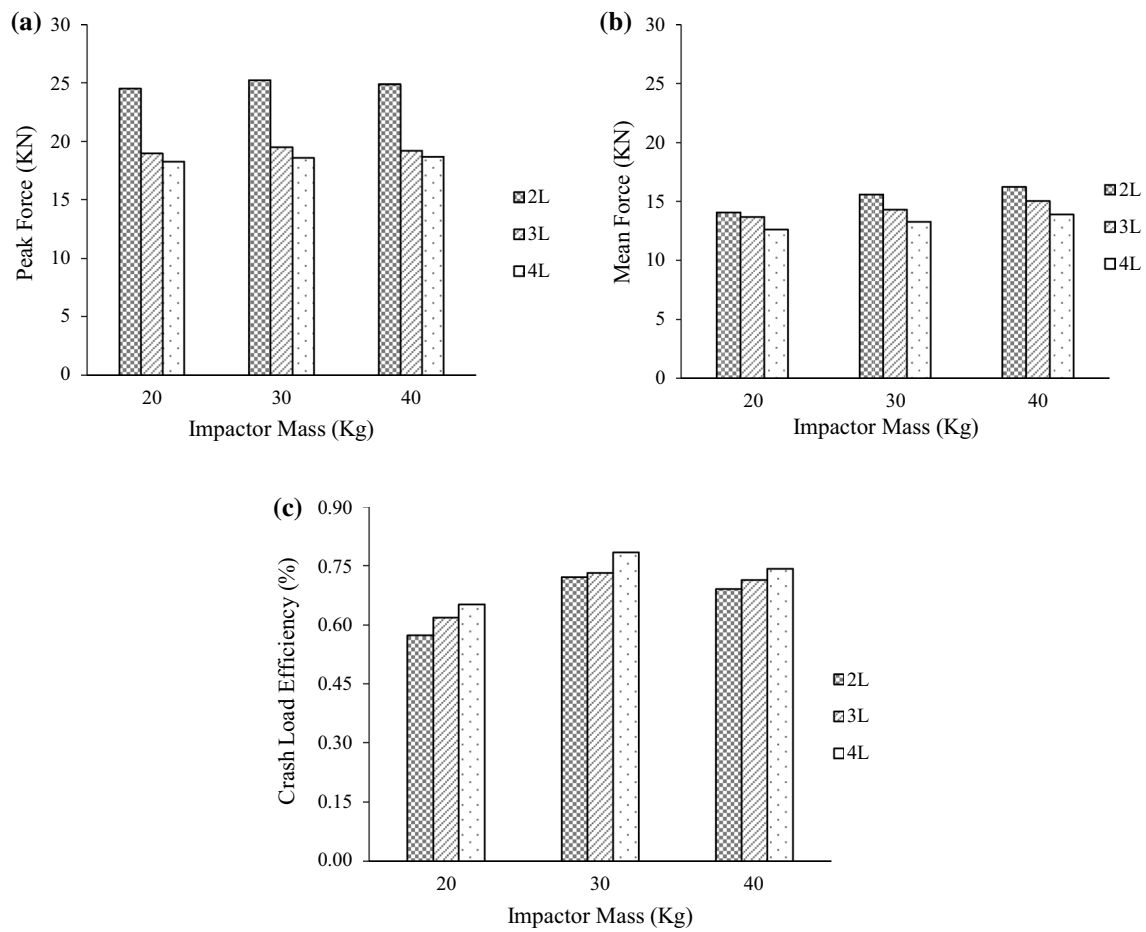 (a)
30
25
20
15
10
5
0
Peak Force (KN)
20 30 40
Impactor Mass (Kg)
2L
3L
4L
(b)
30
25
20
15
10
5
0
Mean Force (KN)
20 30 40
Impactor Mass (Kg)
2L
3L
4L
(c)
0.90
0.75
0.60
0.45
0.30
0.15
0.00
Crash Load Efficiency (%)
20 30 40
Impactor Mass (Kg)
2L
3L
4L